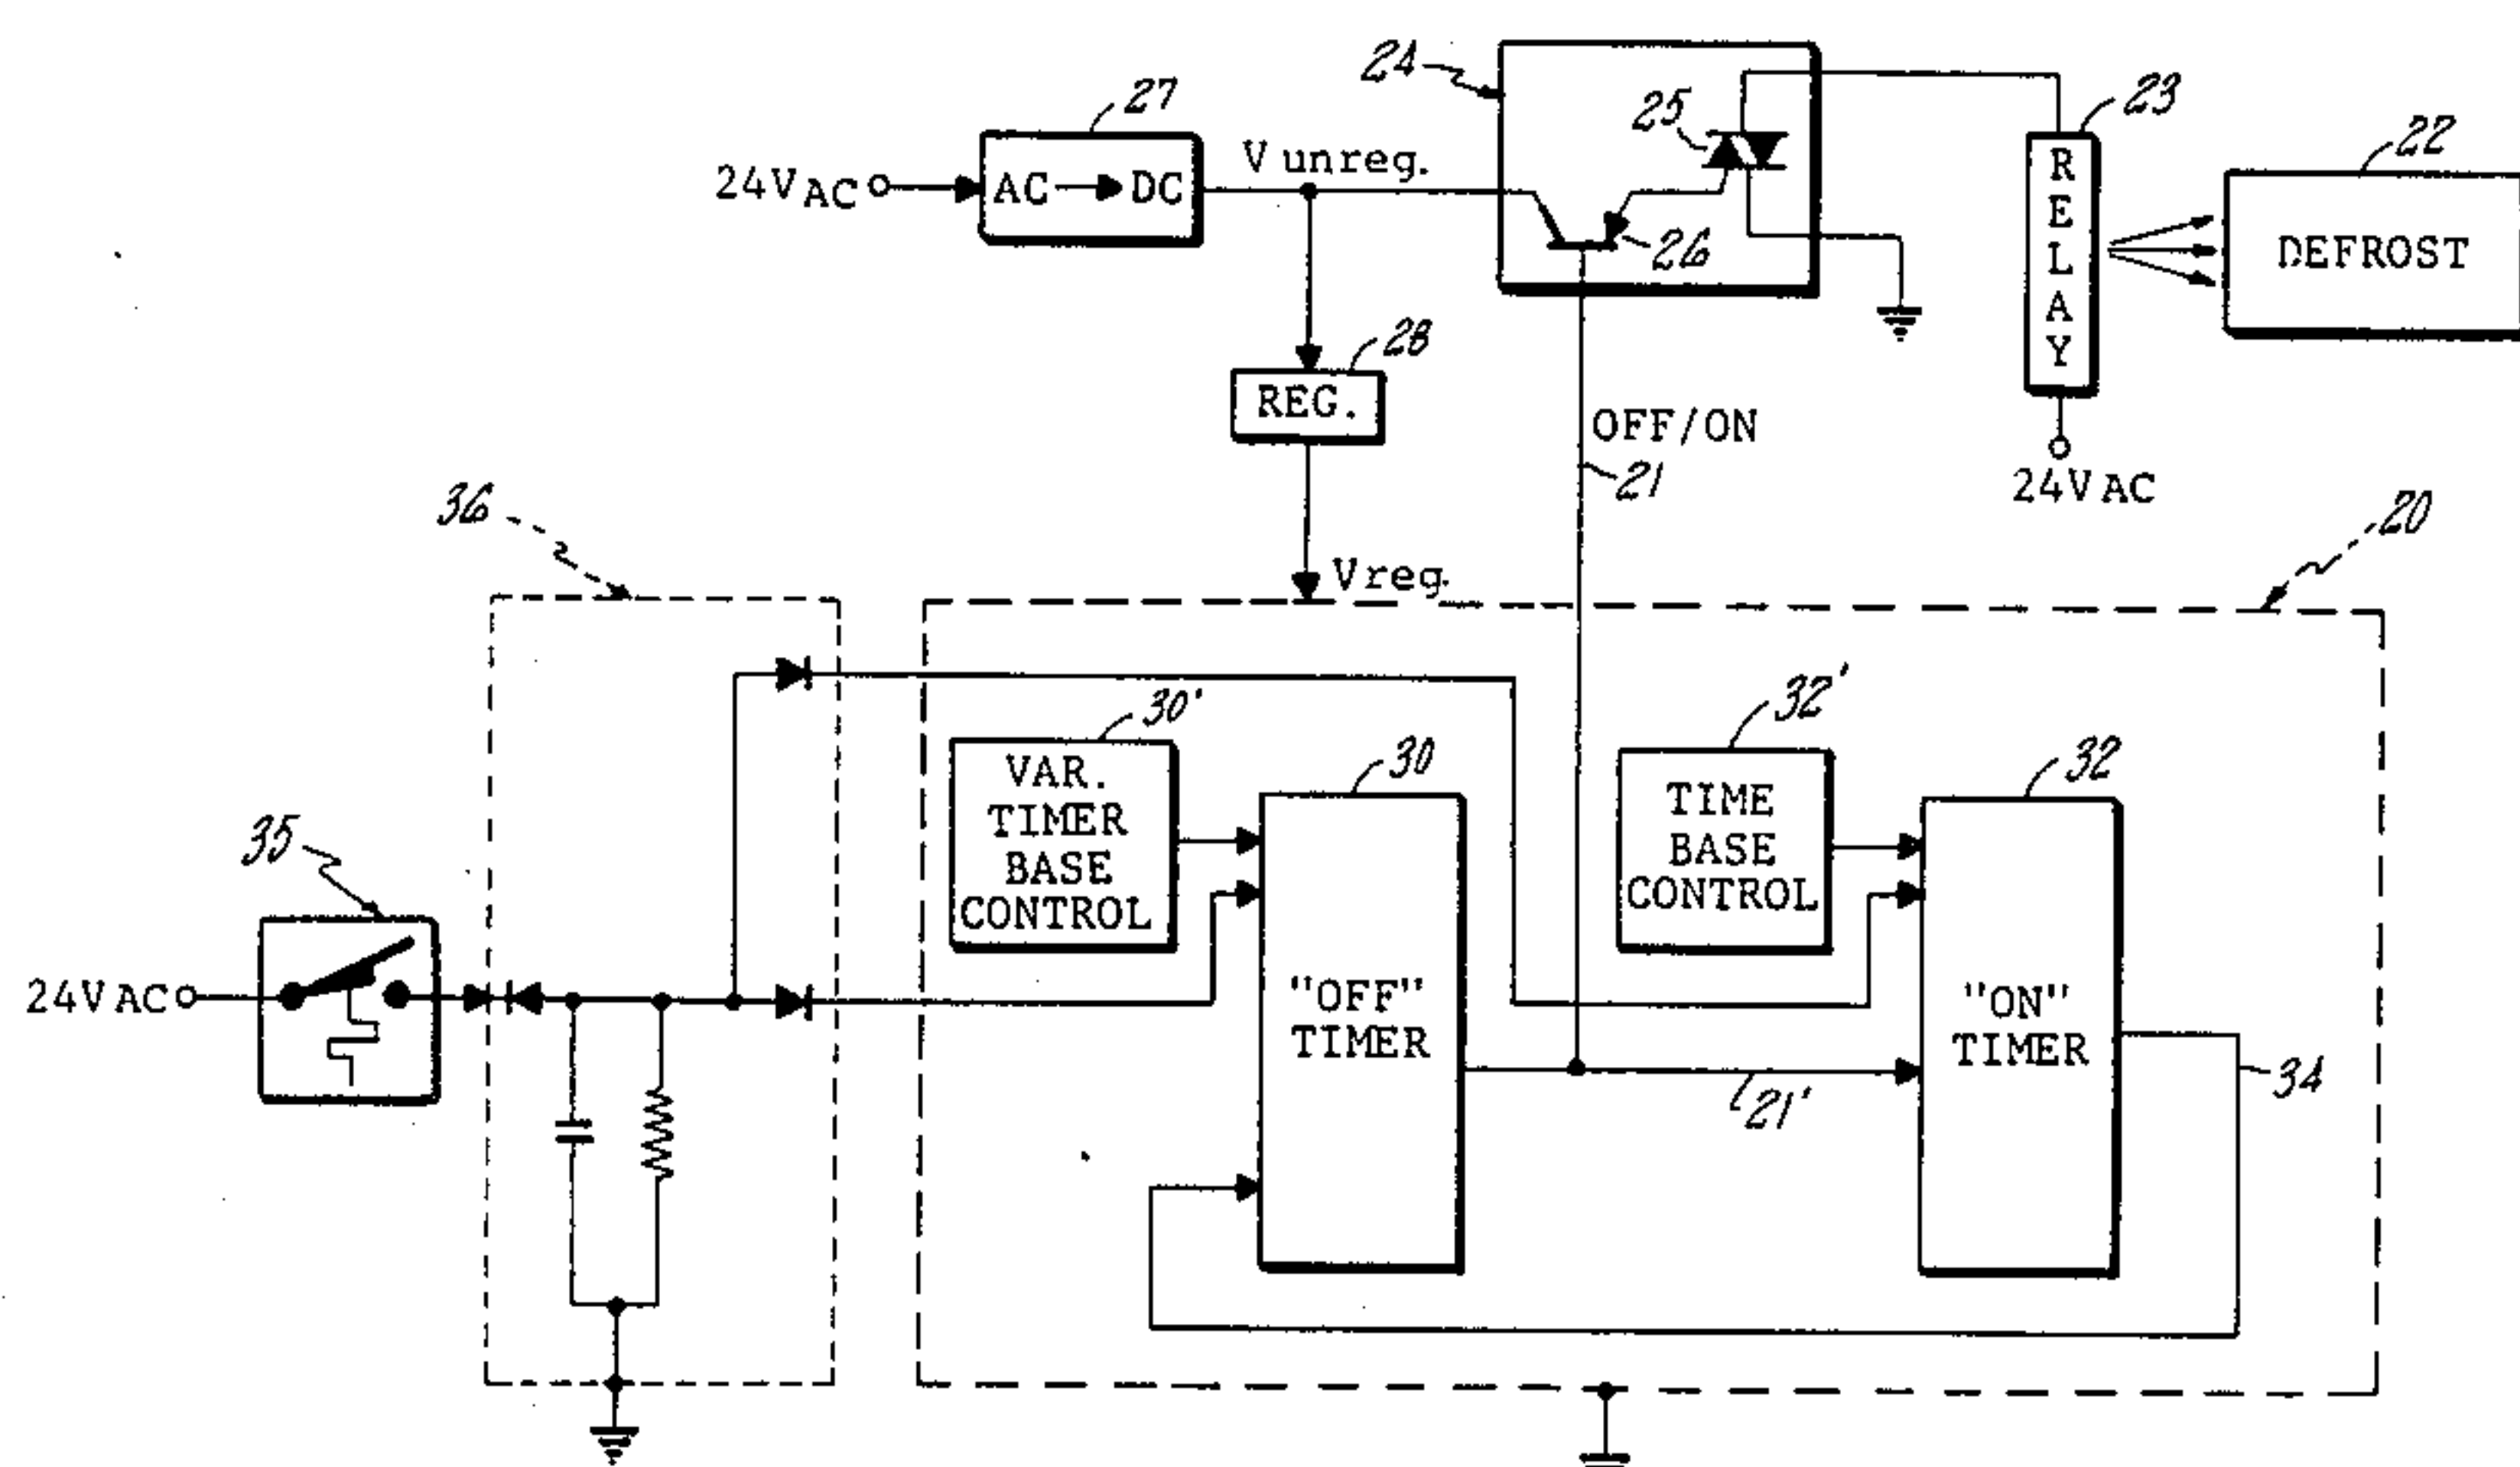 24
27
25
23
22
V unreg.
24VAC
AC
DC
26
R
E
L
A
Y
DEFROST
28
REG.
OFF/ON
21
24VAC
36
20
Vreg.
30'
32'
30
32
VAR.
TIMER
BASE
CONTROL
TIME
BASE
CONTROL
35
24VAC
"OFF"
TIMER
"ON"
TIMER
21'
34